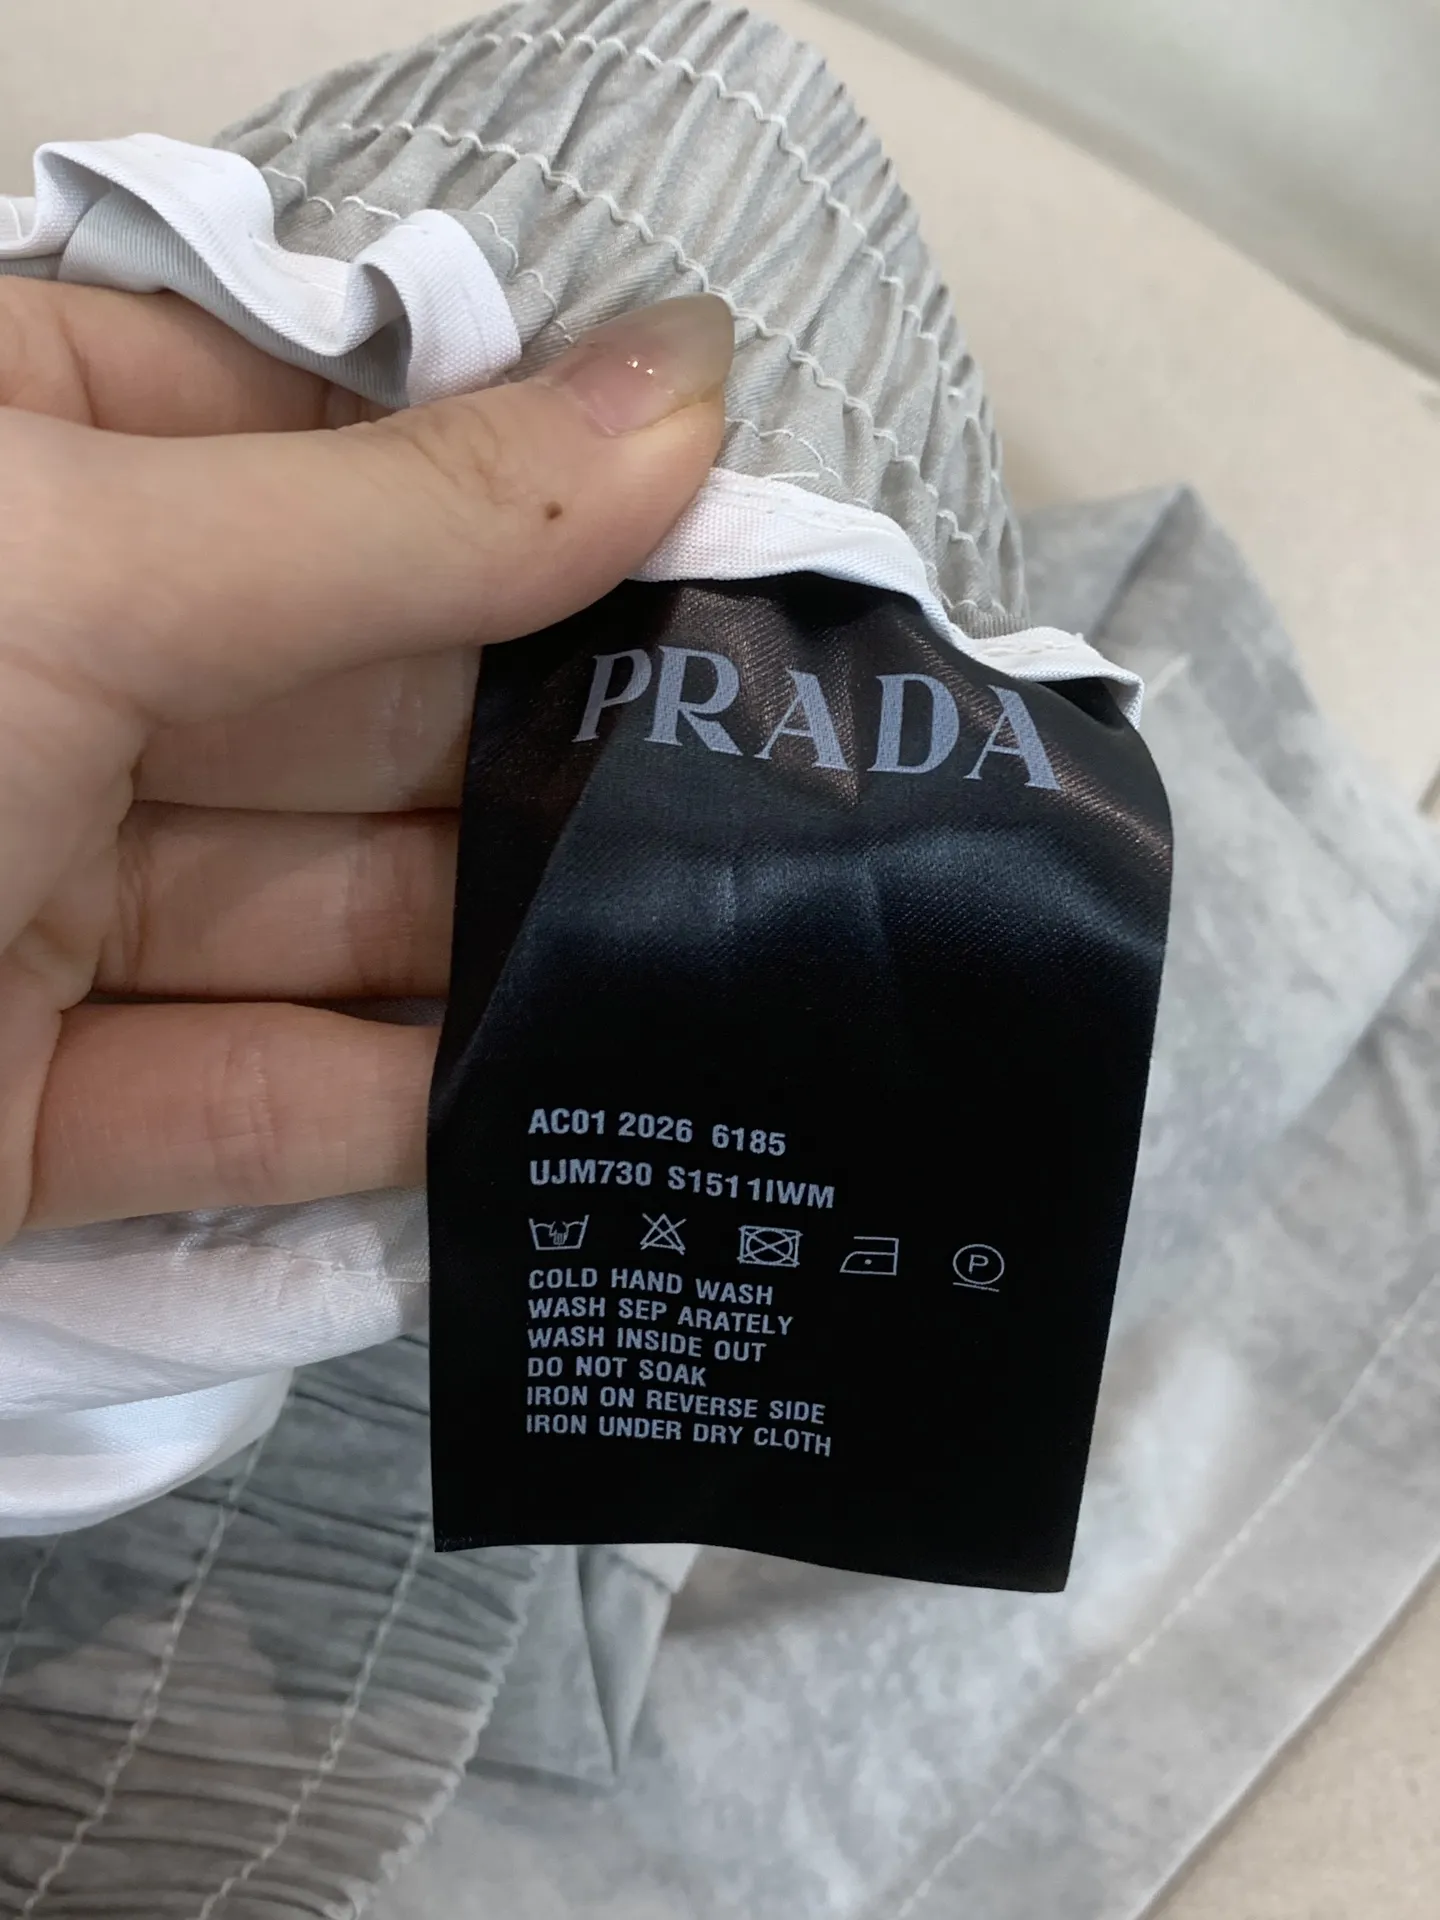 PRADA
AC01 2026 6185
UJM730 S1511IWM
P
COLD HAND WASH
WASH SEP ARATELY
WASH INSIDE OUT
DO NOT SOAK
IRON ON REVERSE SIDE
IRON UNDER DRY CLOTH